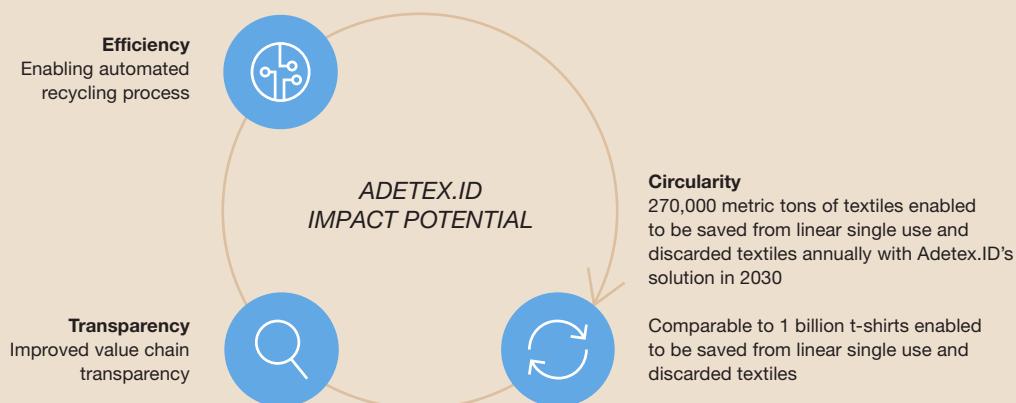 Efficiency
Enabling automated
recycling process
ADETEX.ID
IMPACT POTENTIAL
Circularity
270,000 metric tons of textiles enabled
to be saved from linear single use and
discarded textiles annually with Adetex.ID's
solution in 2030
Comparable to 1 billion t-shirts enabled
to be saved from linear single use and
discarded textiles
Transparency
Improved value chain
transparency